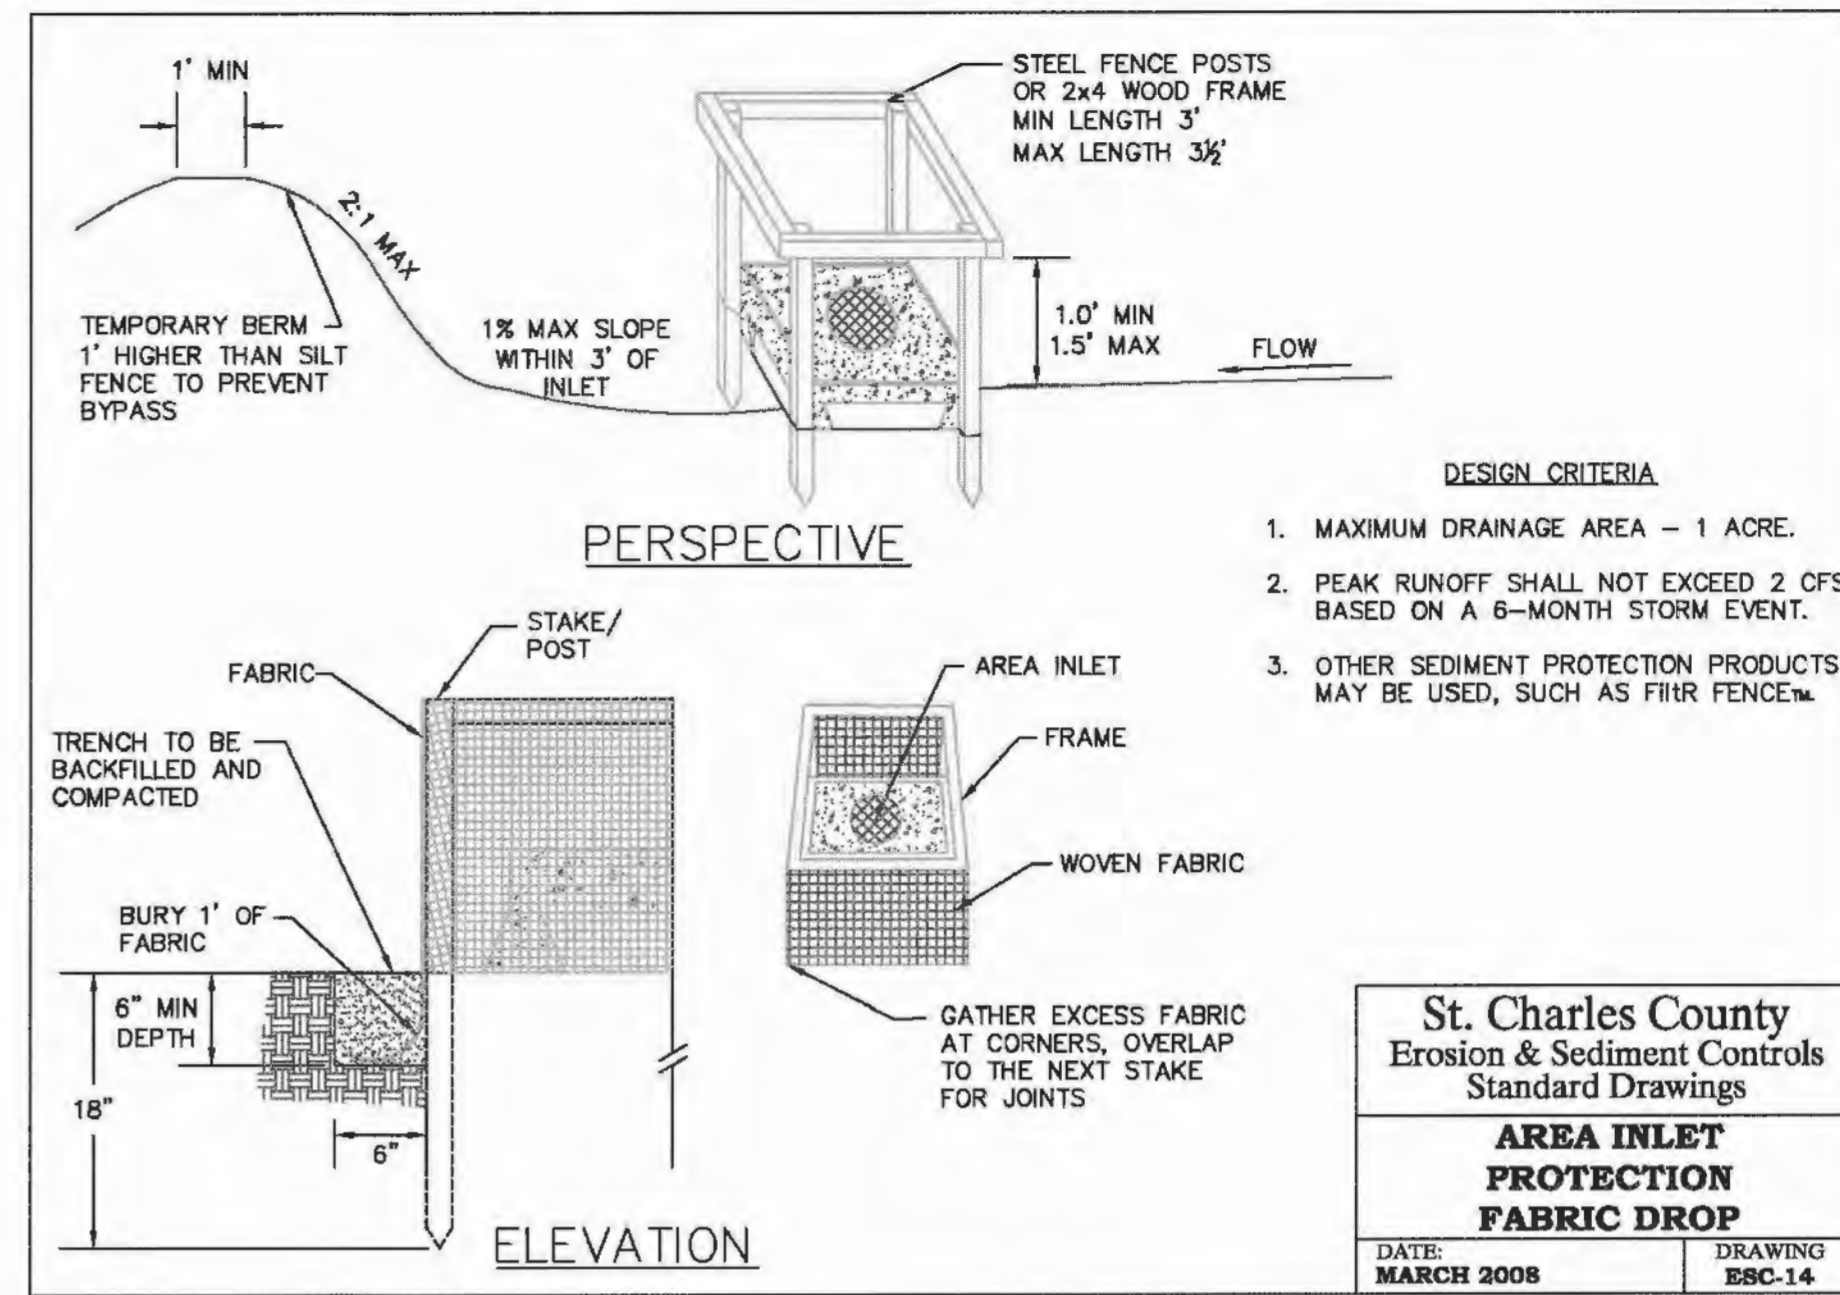 1' MIN
STEEL FENCE POSTS
OR 2x4 WOOD FRAME
MIN LENGTH 3'
MAX LENGTH 3½'
2:1 MAX
TEMPORARY BERM
1' HIGHER THAN SILT
FENCE TO PREVENT
BYPASS
1% MAX SLOPE
WITHIN 3' OF
INLET
1.0' MIN
1.5' MAX
FLOW
PERSPECTIVE
DESIGN CRITERIA
1. MAXIMUM DRAINAGE AREA – 1 ACRE.
2. PEAK RUNOFF SHALL NOT EXCEED 2 CFS
BASED ON A 6–MONTH STORM EVENT.
3. OTHER SEDIMENT PROTECTION PRODUCTS
MAY BE USED, SUCH AS FIltR FENCE™.
STAKE/
POST
FABRIC
TRENCH TO BE
BACKFILLED AND
COMPACTED
BURY 1' OF
FABRIC
6" MIN
DEPTH
18"
6"
ELEVATION
AREA INLET
FRAME
WOVEN FABRIC
GATHER EXCESS FABRIC
AT CORNERS, OVERLAP
TO THE NEXT STAKE
FOR JOINTS
St. Charles County
Erosion & Sediment Controls
Standard Drawings
AREA INLET
PROTECTION
FABRIC DROP
DATE:
MARCH 2008
DRAWING
ESC-14